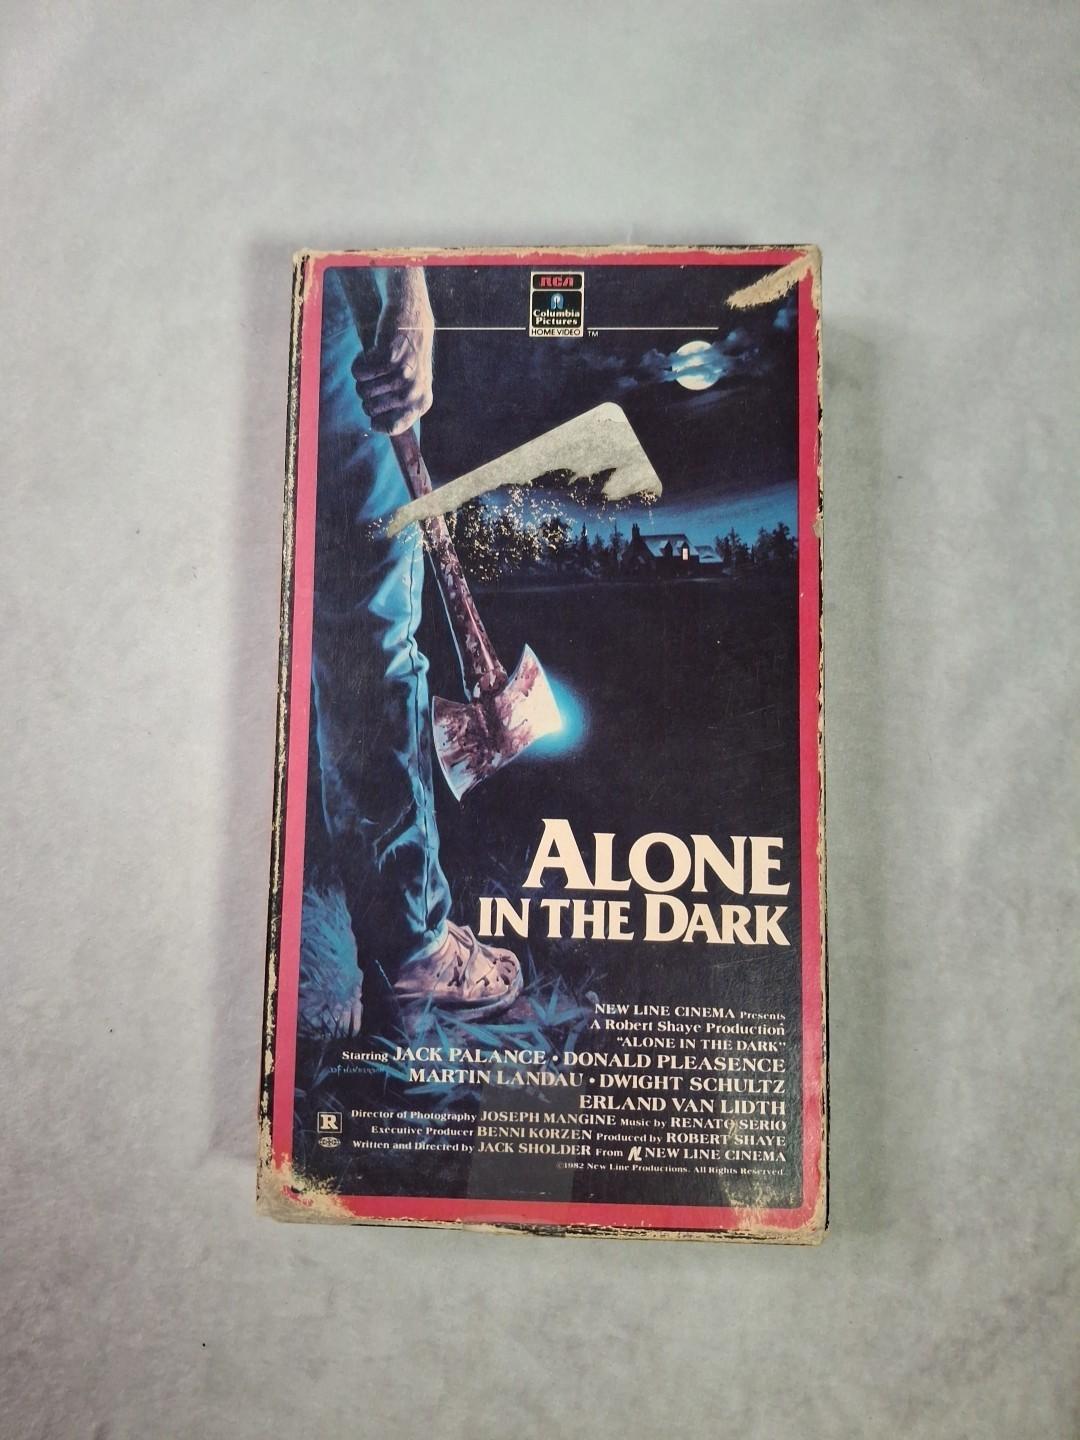 RCA
Columbia
Pictures
HOME VIDEO TM
ALONE
IN THE DARK
NEW LINE CINEMA Presents
A Robert Shaye Production
"ALONE IN THE DARK"
Starring JACK PALANCE • DONALD PLEASENCE
MARTIN LANDAU • DWIGHT SCHULTZ
ERLAND VAN LIDTH
Director of Photography JOSEPH MANGINE Music by RENATO SERIO
Executive Producer BENNI KORZEN Produced by ROBERT SHAYE
Written and Directed by JACK SHOLDER From NEW LINE CINEMA
©1982 New Line Productions. All Rights Reserved.
R